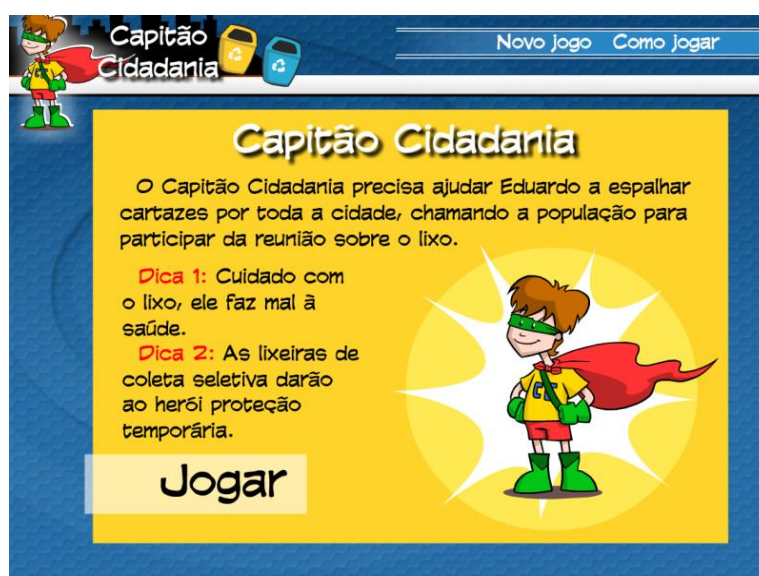 Capitão
Cidadania
Novo jogo Como jogar
Capitão Cidadania
O Capitão Cidadania precisa ajudar Eduardo a espalhar
cartazes por toda a cidade, chamando a população para
participar da reunião sobre o lixo.
Dica 1: Cuidado com
o lixo, ele faz mal à
saúde.
Dica 2: As lixeiras de
coleta seletiva darão
ao herói proteção
temporária.
CC
Jogar